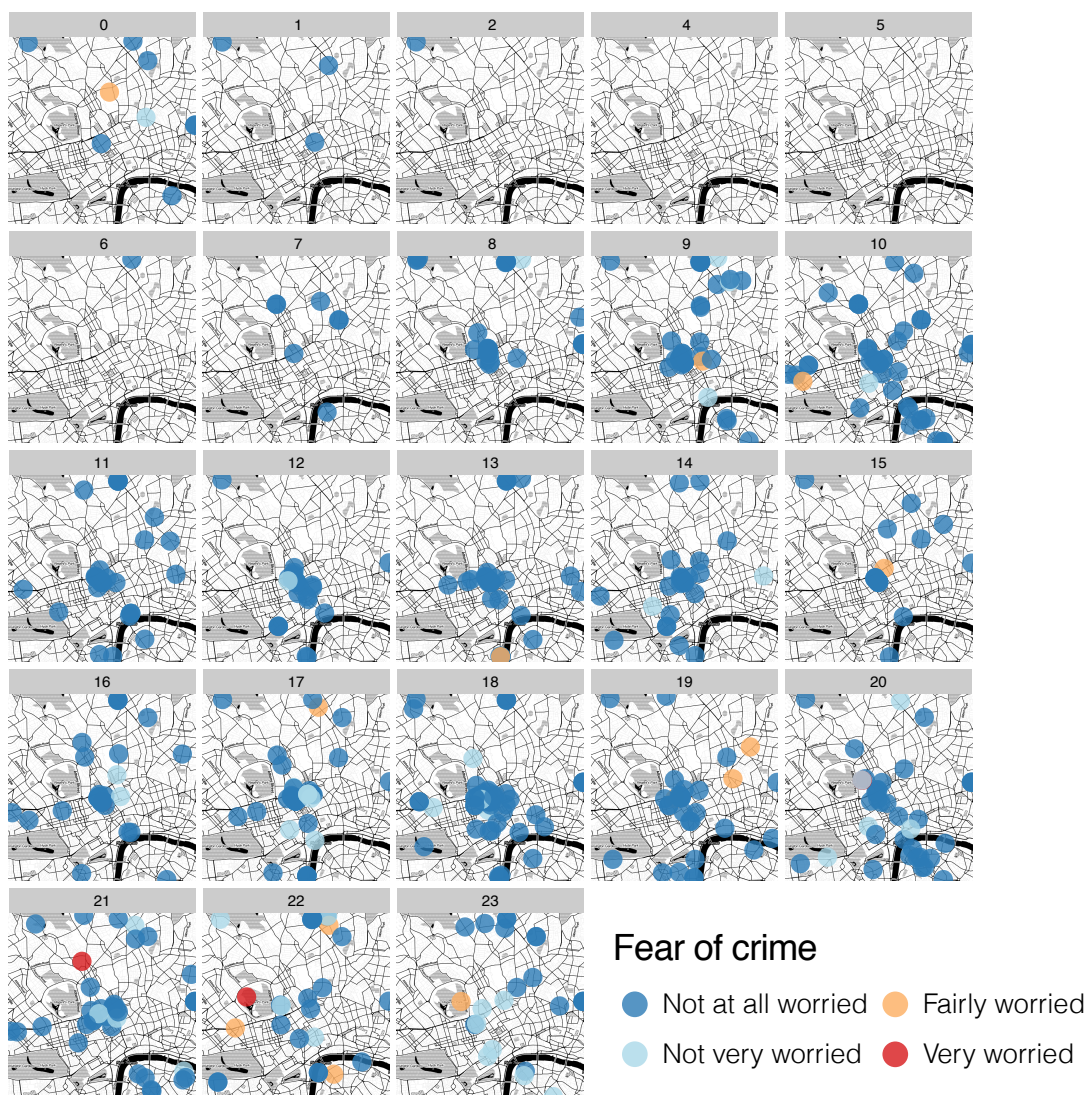 0 1 2 4 5
6 7 8 9 10
11 12 13 14 15
16 17 18 19 20
21 22 23
Fear of crime
Not at all worried Fairly worried
Not very worried Very worried